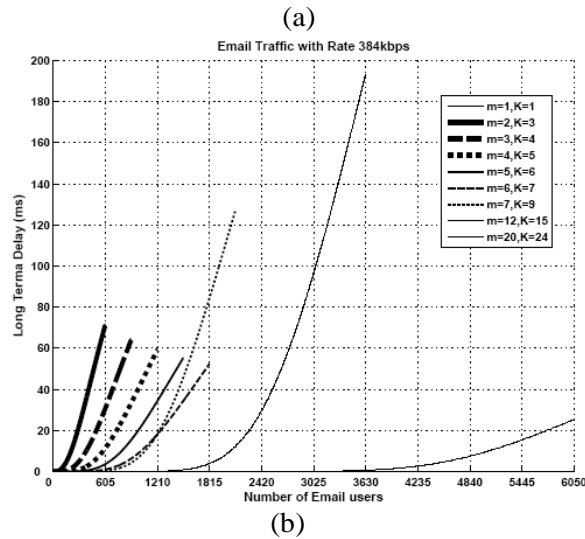 (a)
Email Traffic with Rate 384kbps
200
180
160
140
120
100
80
60
40
20
0
Long Terma Delay (ms)
m=1,K=1
m=2,K=3
m=3,K=4
m=4,K=5
m=5,K=6
m=6,K=7
m=7,K=9
m=12,K=15
m=20,K=24
0 605 1210 1815 2420 3025 3630 4235 4840 5445 6050
Number of Email users
(b)